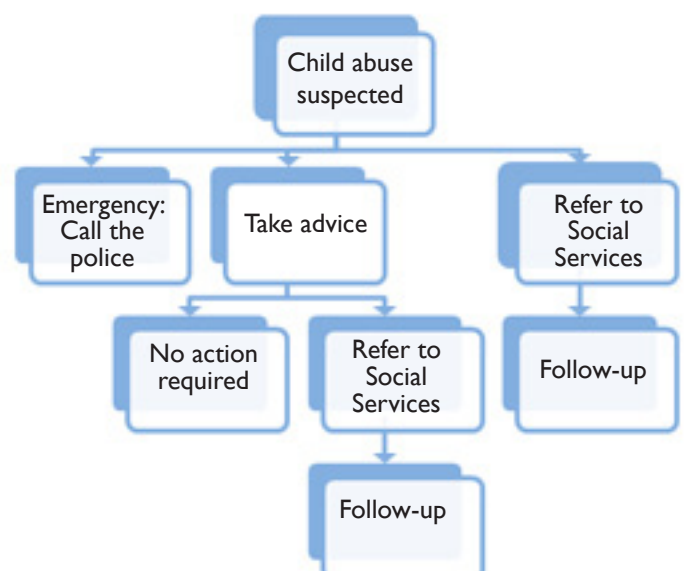 Child abuse
suspected
Emergency:
Call the
police
Take advice
Refer to
Social
Services
No action
required
Refer to
Social
Services
Follow-up
Follow-up